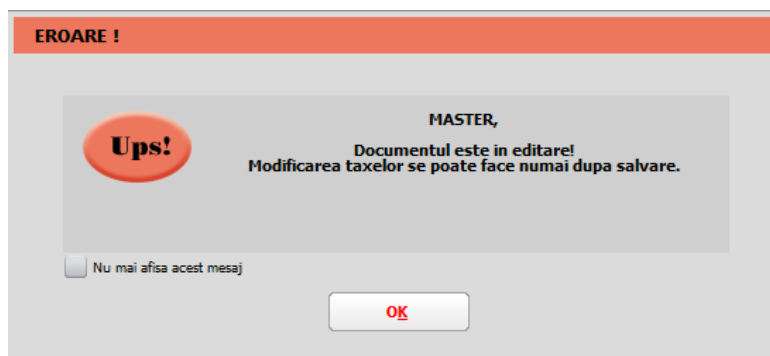 EROARE !
Ups!
MASTER,
Documentul este in editare!
Modificarea taxelor se poate face numai dupa salvare.
Nu mai afisa acest mesaj
OK